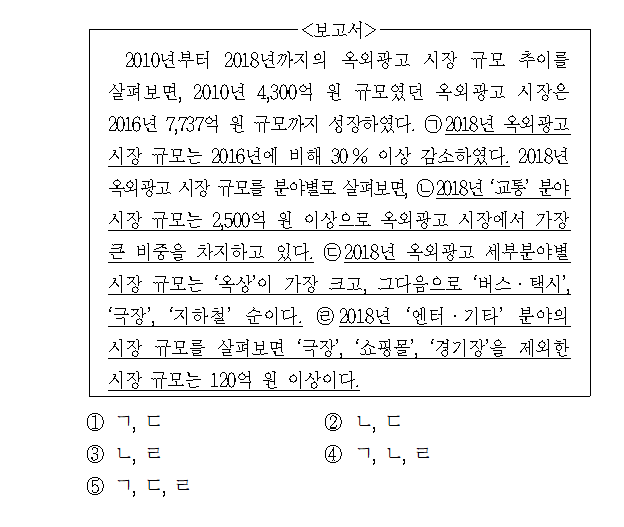 <보고서>
2010년부터 2018년까지의 옥외광고 시장 규모 추이를
살펴보면, 2010년 4,300억 원 규모였던 옥외광고 시장은
2016년 7,737억 원 규모까지 성장하였다. ㉠2018년 옥외광고
시장 규모는 2016년에 비해 30% 이상 감소하였다. 2018년
옥외광고 시장 규모를 분야별로 살펴보면, ㉡2018년 ‘교통’ 분야
시장 규모는 2,500억 원 이상으로 옥외광고 시장에서 가장
큰 비중을 차지하고 있다. ㉢2018년 옥외광고 세부분야별
시장 규모는 ‘옥상’이 가장 크고, 그다음으로 ‘버스·택시’,
‘극장’, ‘지하철’ 순이다. ㉣2018년 ‘엔터·기타’ 분야의
시장 규모를 살펴보면 ‘극장’, ‘쇼핑몰’, ‘경기장’을 제외한
시장 규모는 120억 원 이상이다.
① ㄱ, ㄷ ② ㄴ, ㄷ
③ ㄴ, ㄹ ④ ㄱ, ㄴ, ㄹ
⑤ ㄱ, ㄷ, ㄹ